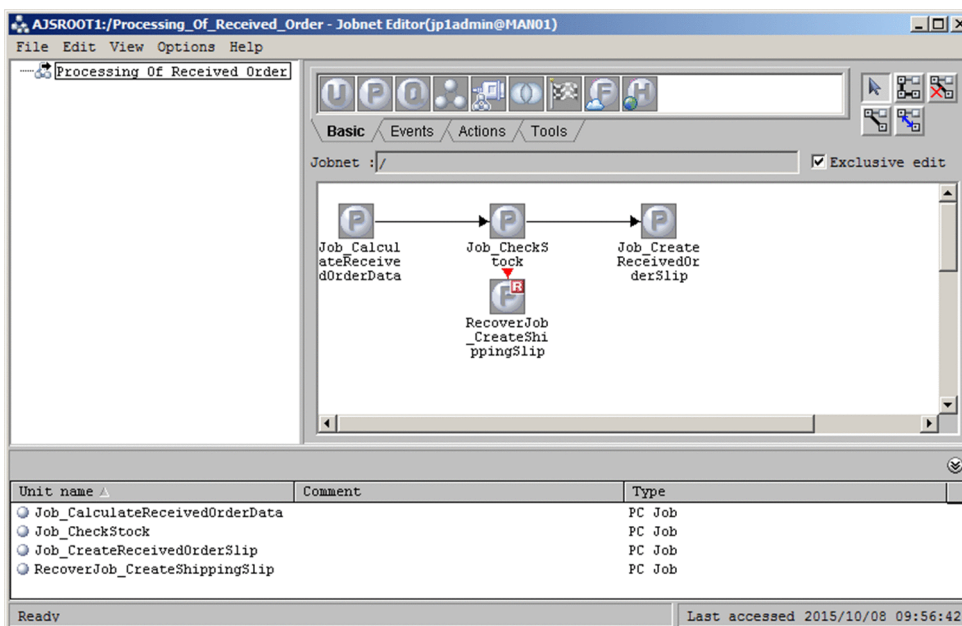 AJSROOT1:/Processing_Of_Received_Order - Jobnet Editor(jp1admin@MAN01)
File Edit View Options Help
Processing Of Received Order
U P Q F H
Basic Events Actions Tools
Jobnet : /
Exclusive edit
P P P
Job_Calcul
ateReceive
dOrderData
Job_CheckS
tock
Job_Create
ReceivedOr
derSlip
P R
RecoverJob
_CreateShi
ppingSlip
Unit name Comment Type
Job_CalculateReceivedOrderData PC Job
Job_CheckStock PC Job
Job_CreateReceivedOrderSlip PC Job
RecoverJob_CreateShippingSlip PC Job
Ready Last accessed 2015/10/08 09:56:42